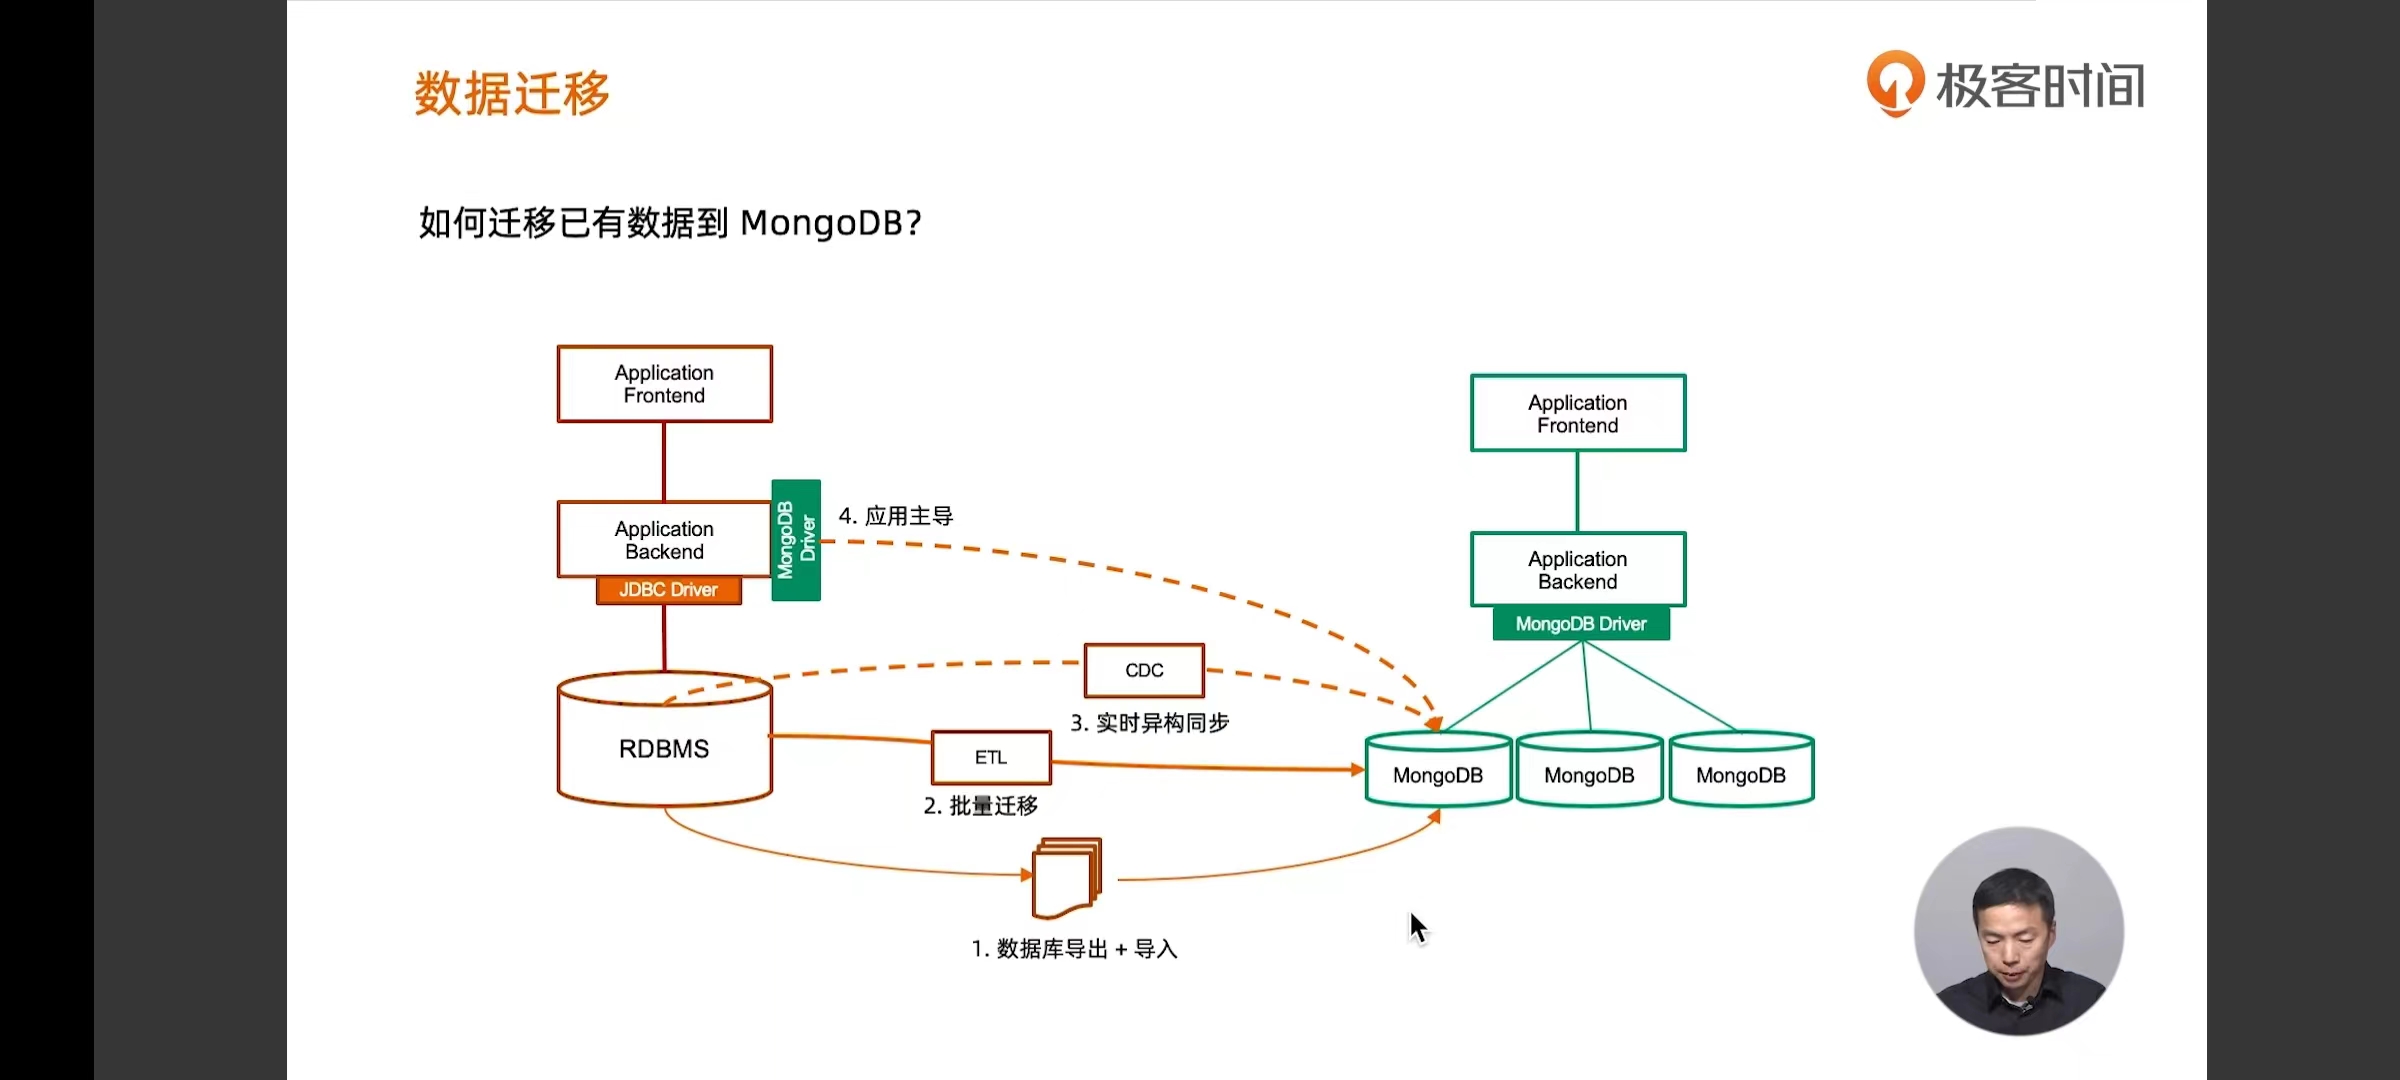 数据迁移
极客时间
如何迁移已有数据到 MongoDB?
Application
Frontend
Application
Backend
JDBC Driver
MongoDB
Driver
4. 应用主导
RDBMS
CDC
3. 实时异构同步
ETL
2. 批量迁移
1. 数据库导出 + 导入
Application
Frontend
Application
Backend
MongoDB Driver
MongoDB
MongoDB
MongoDB